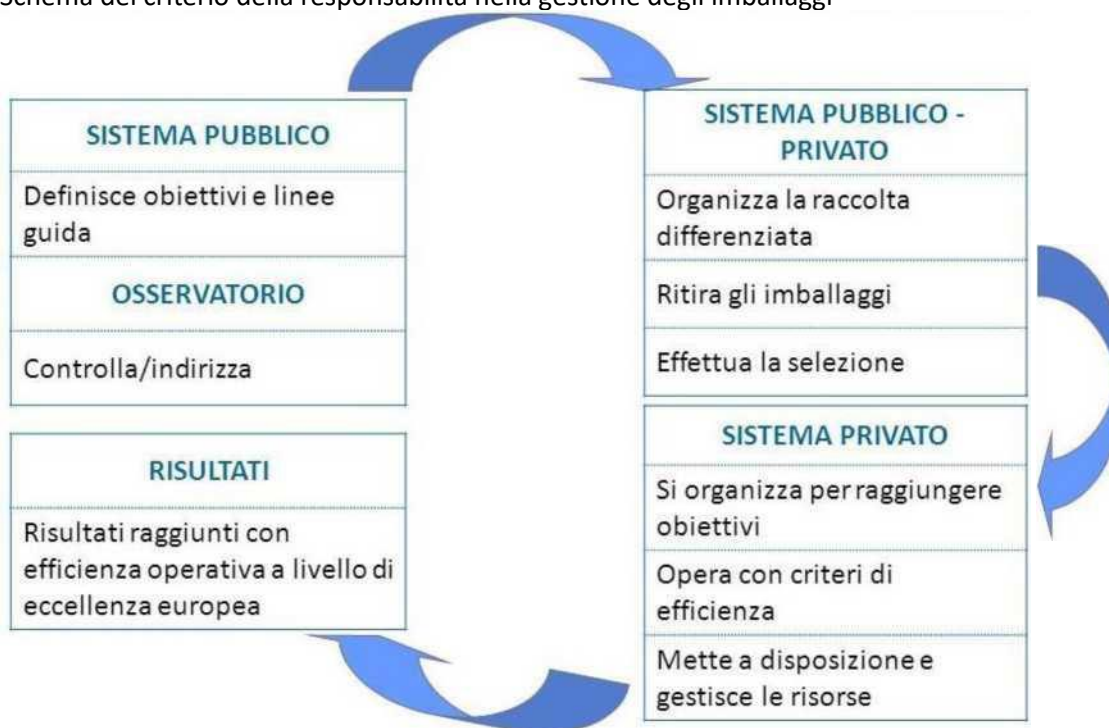 Schema del criterio della responsabilità nella gestione degli imballaggi
SISTEMA PUBBLICO
Definisce obiettivi e linee
guida
OSSERVATORIO
Controlla/indirizza
RISULTATI
Risultati raggiunti con
efficienza operativa a livello di
eccellenza europea
SISTEMA PUBBLICO -
PRIVATO
Organizza la raccolta
differenziata
Ritira gli imballaggi
Effettua la selezione
SISTEMA PRIVATO
Si organizza per raggiungere
obiettivi
Opera con criteri di
efficienza
Mette a disposizione e
gestisce le risorse